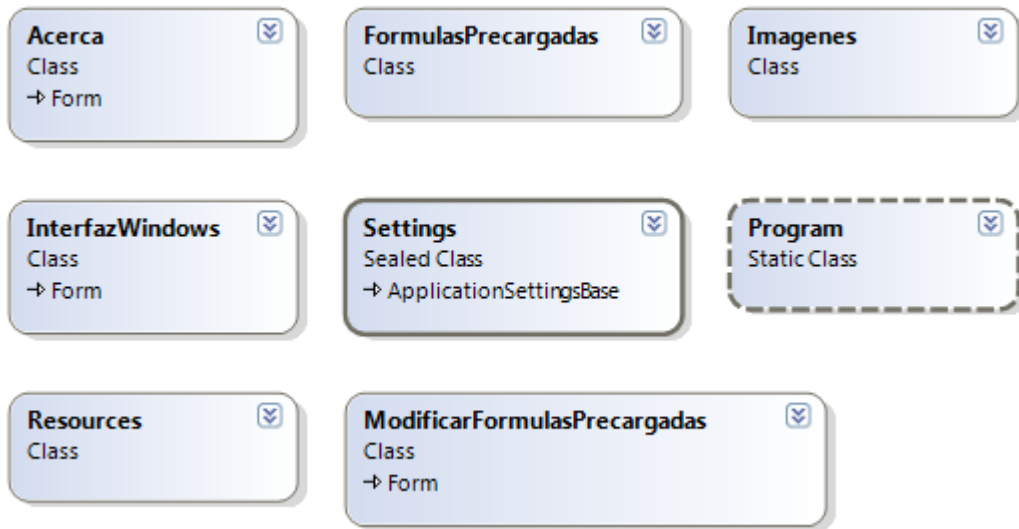 Acerca
Class
Form
FormulasPrecargadas
Class
Imagenes
Class
InterfazWindows
Class
Form
Settings
Sealed Class
ApplicationSettingsBase
Program
Static Class
Resources
Class
ModificarFormulasPrecargadas
Class
Form